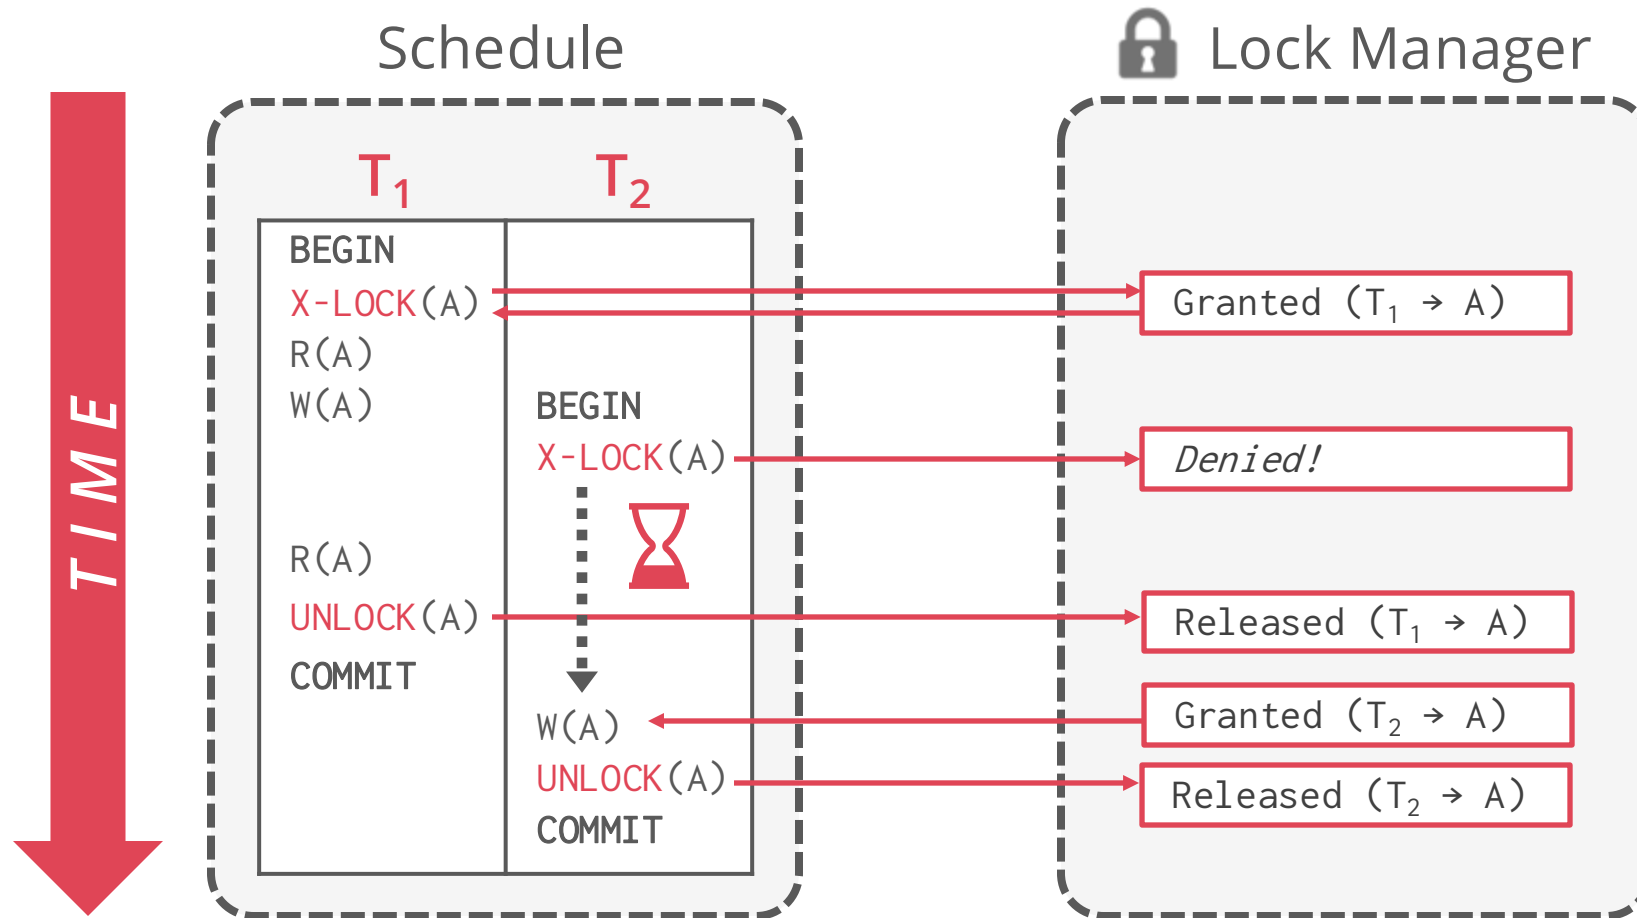 Schedule
Lock Manager
TIME
T₁
T₂
BEGIN
X-LOCK(A)
Granted (T₁ → A)
R(A)
W(A)
BEGIN
X-LOCK(A)
Denied!
R(A)
UNLOCK(A)
Released (T₁ → A)
COMMIT
W(A)
Granted (T₂ → A)
UNLOCK(A)
Released (T₂ → A)
COMMIT